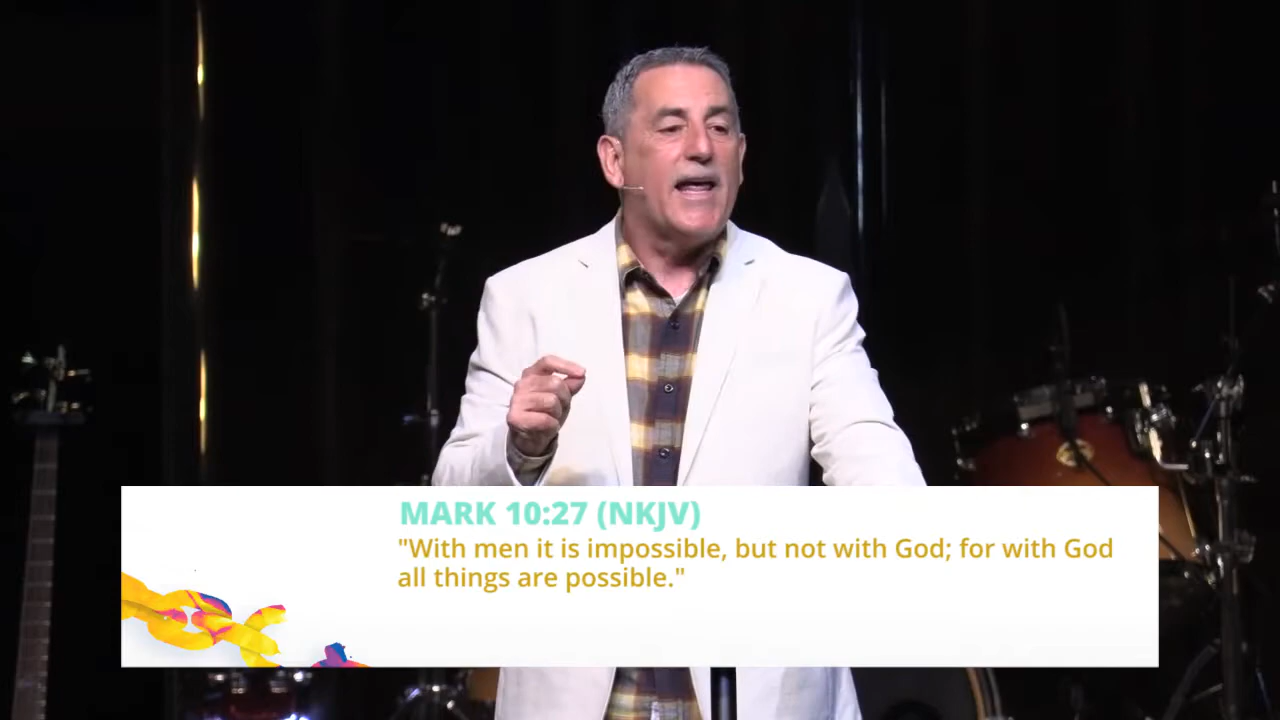 MARK 10:27 (NKJV)
"With men it is impossible, but not with God; for with God
all things are possible."